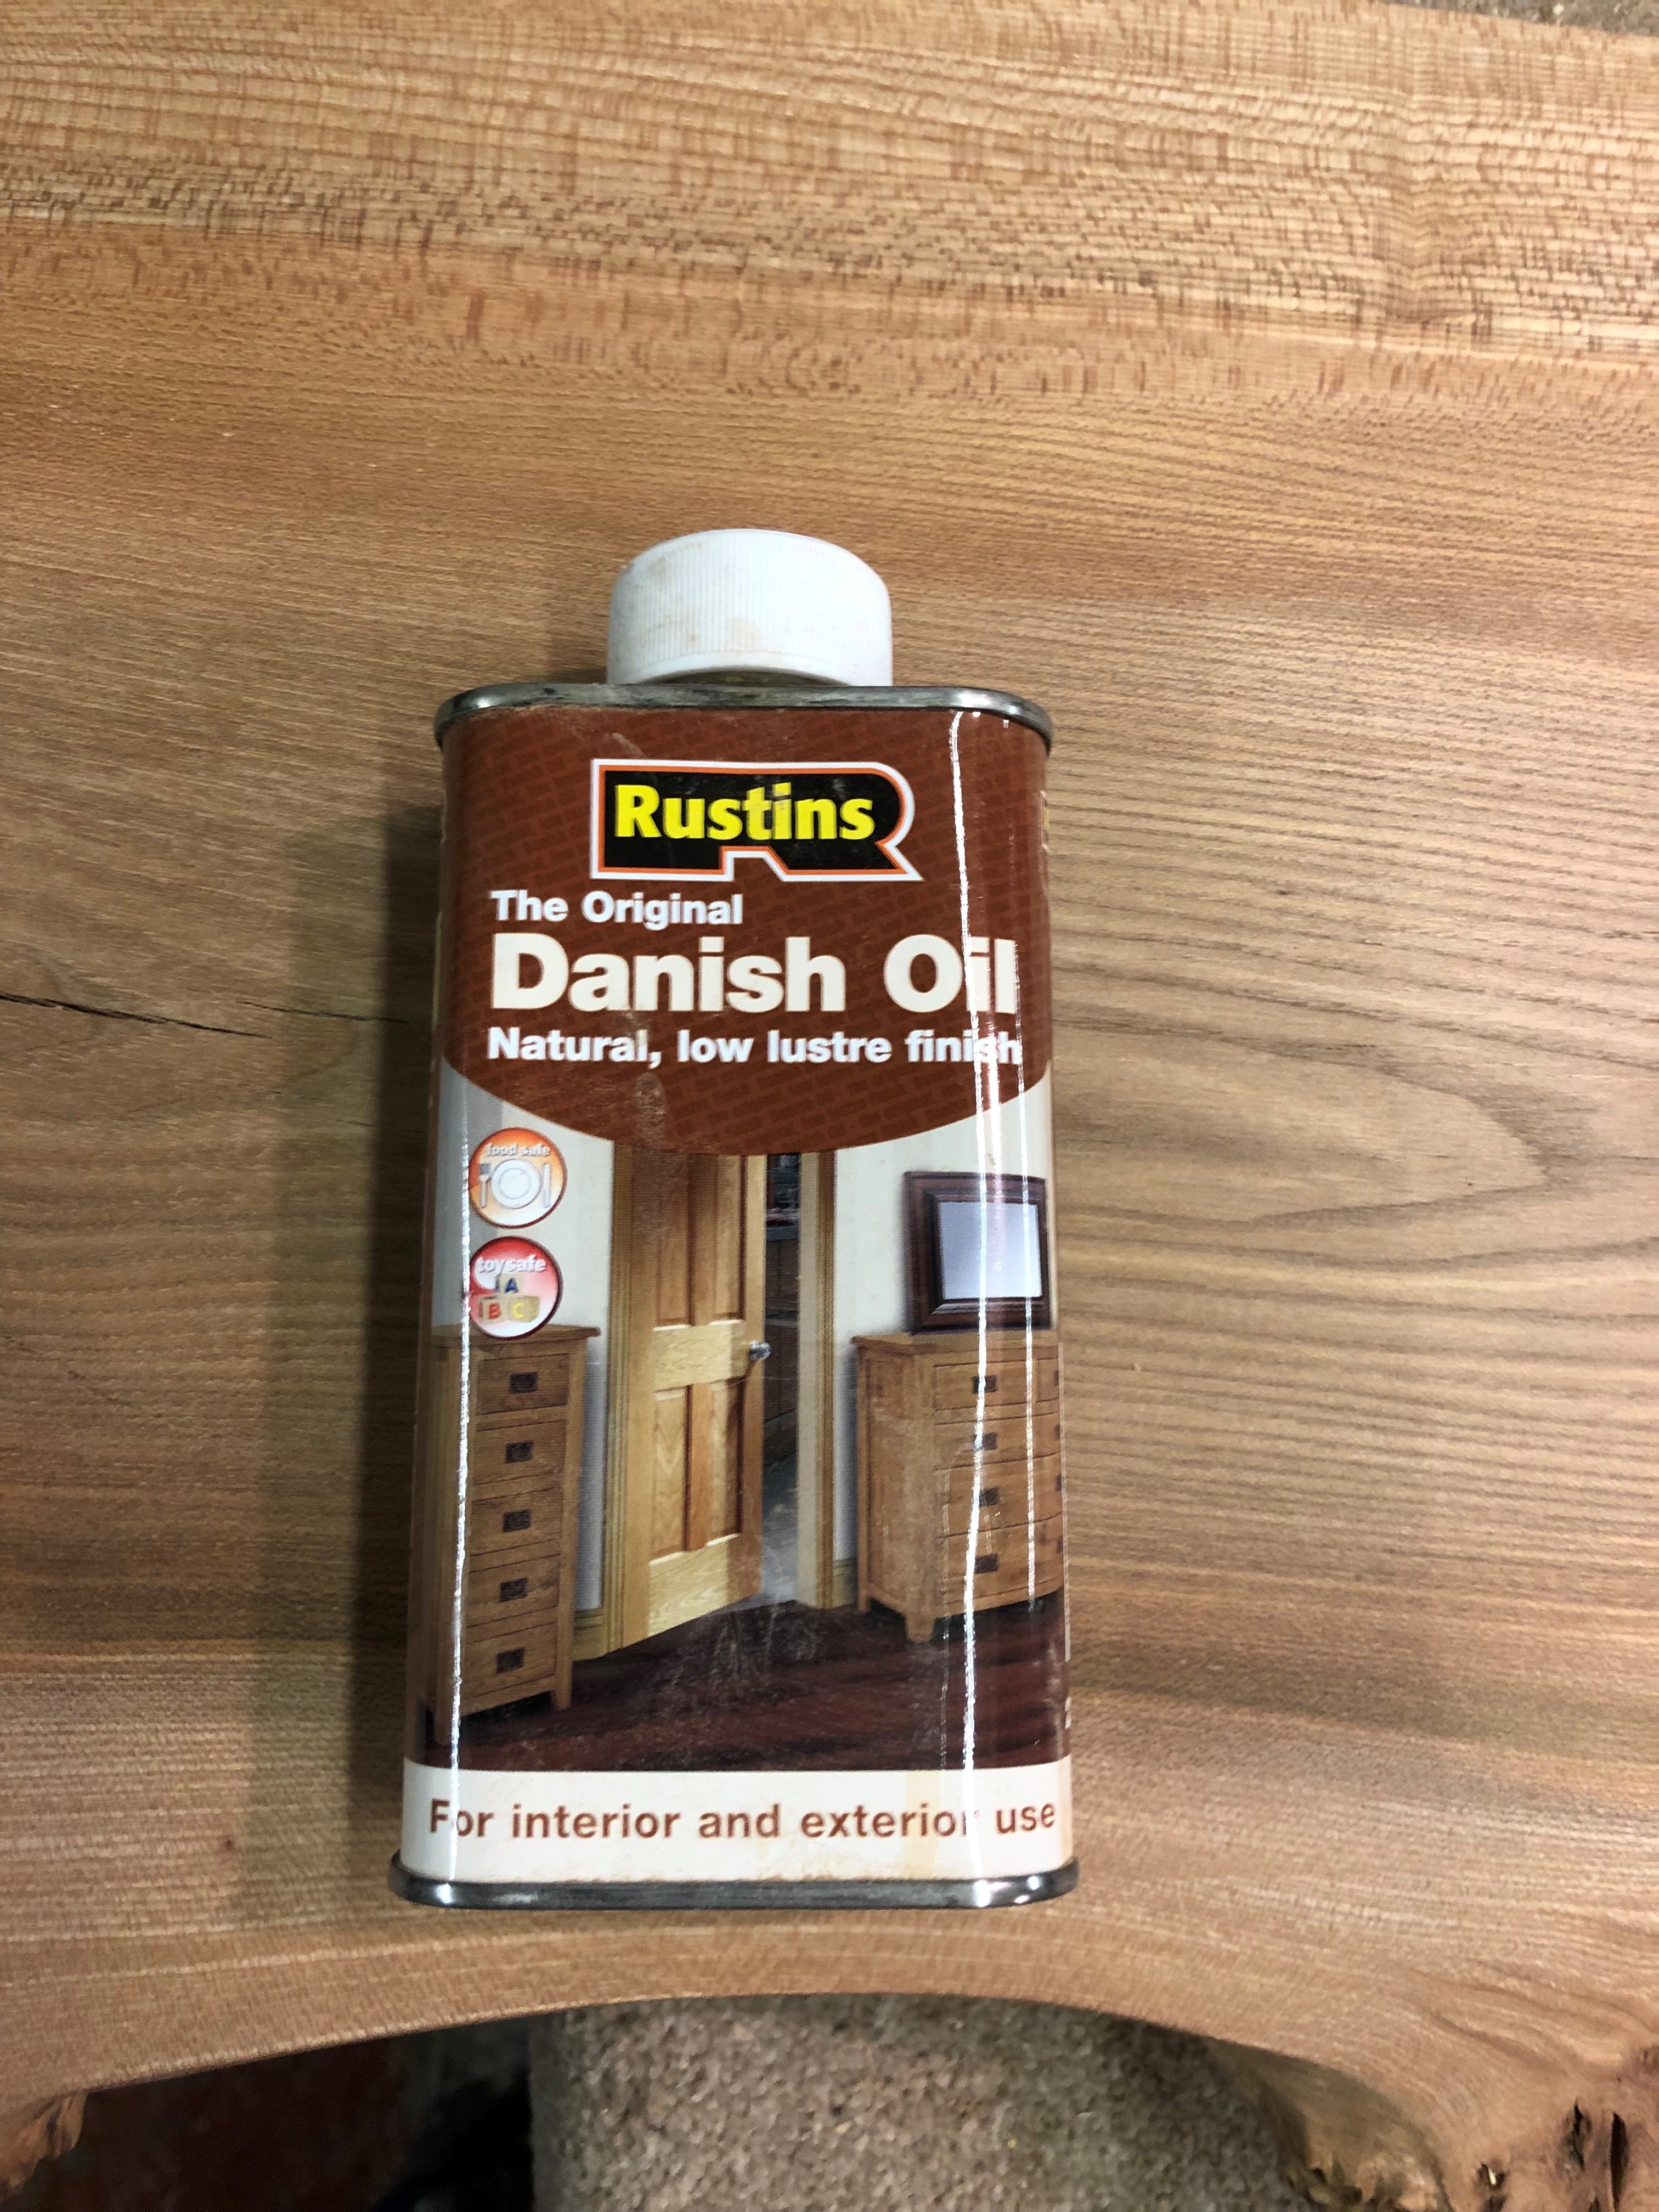 Rustins
The Original
Danish Oil
Natural, low lustre finish
food safe
toy safe
A
B C
For interior and exterior use